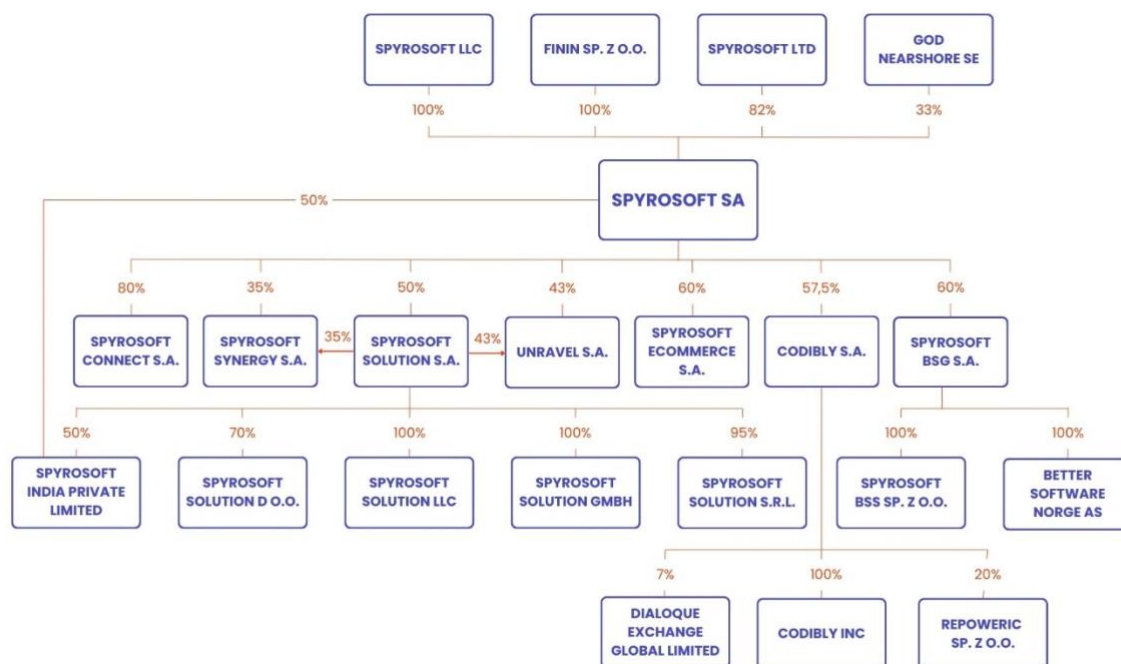 SPYROSOFT LLC
FININ SP. Z O.O.
SPYROSOFT LTD
GOD
NEARSHORE SE
100%
100%
82%
33%
SPYROSOFT SA
50%
80%
35%
50%
43%
60%
57,5%
60%
SPYROSOFT
CONNECT S.A.
SPYROSOFT
SYNERGY S.A.
35%
SPYROSOFT
SOLUTION S.A.
43%
UNRAVEL S.A.
SPYROSOFT
ECOMMERCE
S.A.
CODIBLY S.A.
SPYROSOFT
BSG S.A.
50%
70%
100%
100%
95%
100%
100%
SPYROSOFT
INDIA PRIVATE
LIMITED
SPYROSOFT
SOLUTION D O.O.
SPYROSOFT
SOLUTION LLC
SPYROSOFT
SOLUTION GMBH
SPYROSOFT
SOLUTION S.R.L.
SPYROSOFT
BSS SP. Z O.O.
BETTER
SOFTWARE
NORGE AS
7%
100%
20%
DIALOQUE
EXCHANGE
GLOBAL LIMITED
CODIBLY INC
REPOWERIC
SP. Z O.O.